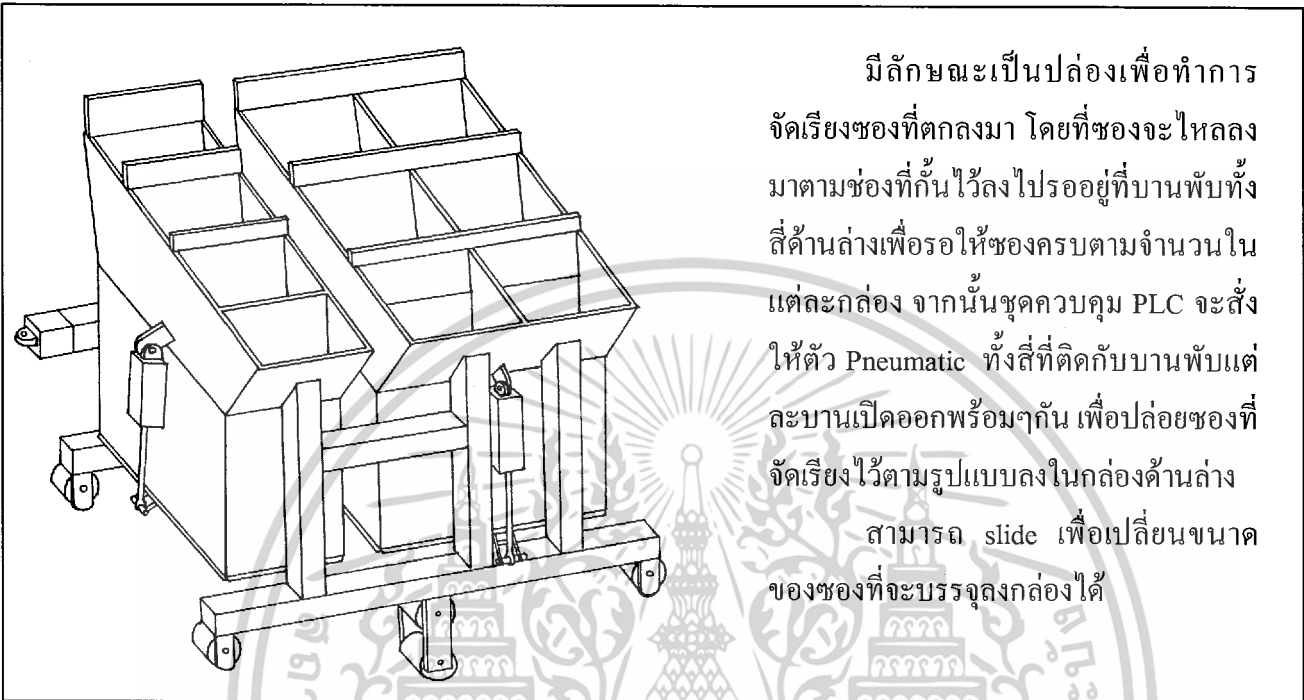 มีลักษณะเป็นปล่องเพื่อทำการ
จัดเรียงซองที่ตกลงมา โดยที่ซองจะไหลลง
มาตามช่องที่กั้นไว้ลงไปรออยู่ที่บานพับทั้ง
สี่ด้านล่างเพื่อรอให้ซองครบตามจำนวนใน
แต่ละกล่อง จากนั้นชุดควบคุม PLC จะสั่ง
ให้ตัว Pneumatic ทั้งสี่ที่ติดกับบานพับแต่
ละบานเปิดออกพร้อมๆกัน เพื่อปล่อยซองที่
จัดเรียงไว้ตามรูปแบบลงในกล่องด้านล่าง
สามารถ slide เพื่อเปลี่ยนขนาด
ของซองที่จะบรรจุลงกล่องได้